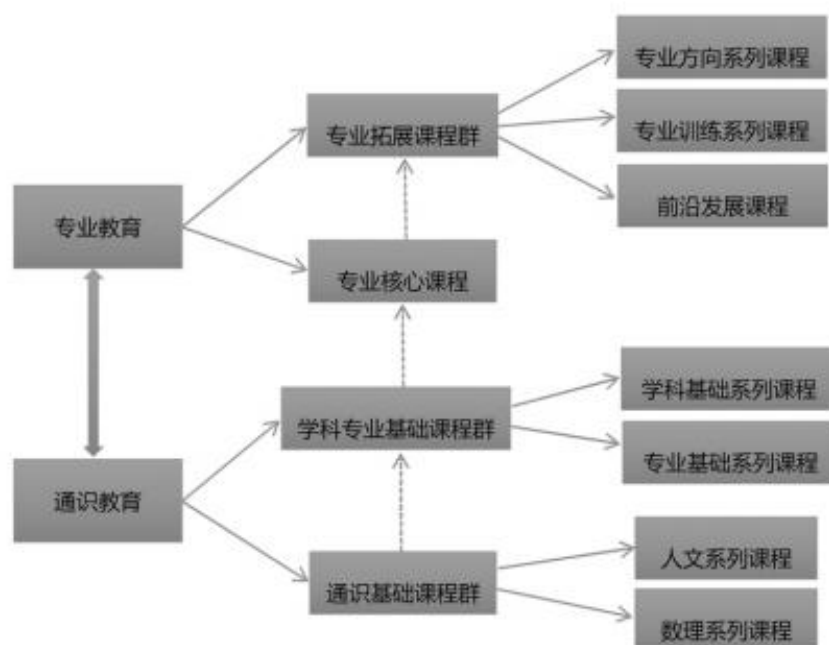 专业方向系列课程
专业拓展课程群
专业训练系列课程
前沿发展课程
专业教育
专业核心课程
学科专业基础课程群
学科基础系列课程
专业基础系列课程
通识教育
人文系列课程
通识基础课程群
数理系列课程